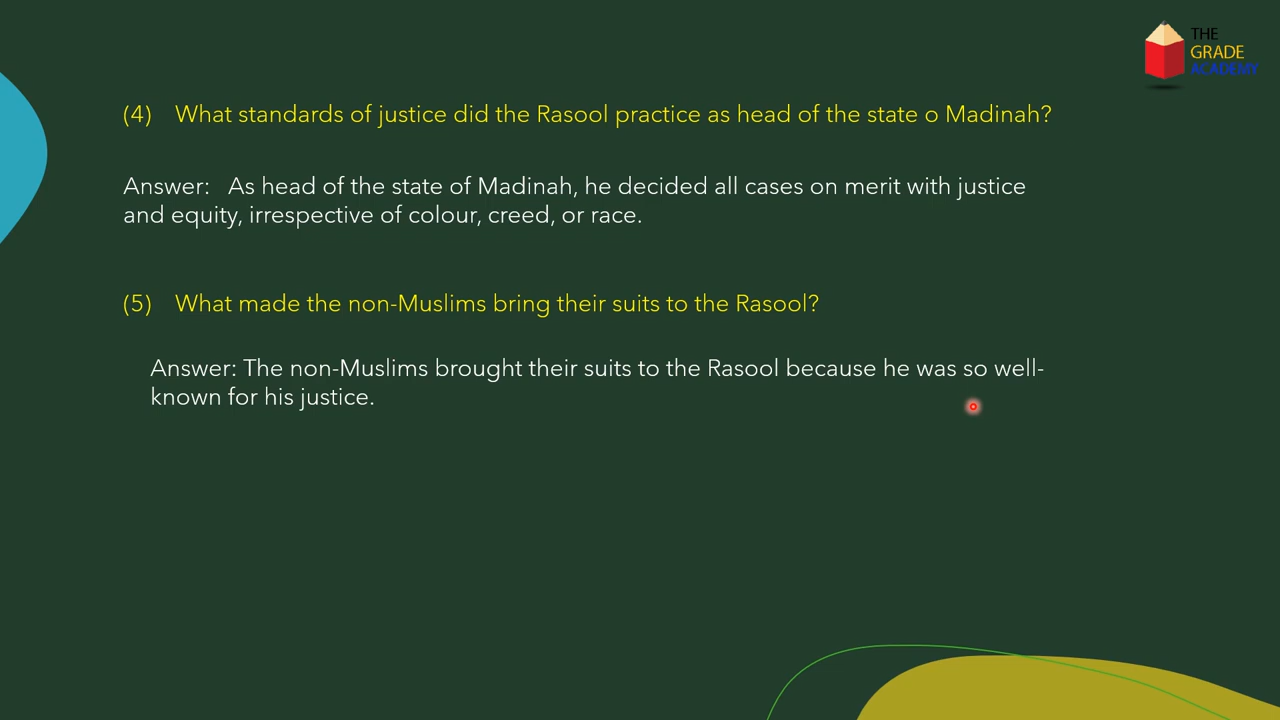 THE
GRADE
ACADEMY
(4) What standards of justice did the Rasool practice as head of the state o Madinah?
Answer: As head of the state of Madinah, he decided all cases on merit with justice
and equity, irrespective of colour, creed, or race.
(5) What made the non-Muslims bring their suits to the Rasool?
Answer: The non-Muslims brought their suits to the Rasool because he was so well-
known for his justice.